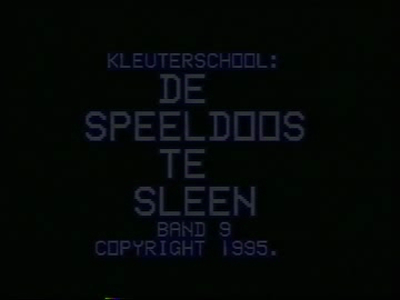 KLEUTERSCHOOL:
DE
SPEELDOOS
TE
SLEEN
BAND 9
COPYRIGHT 1995.